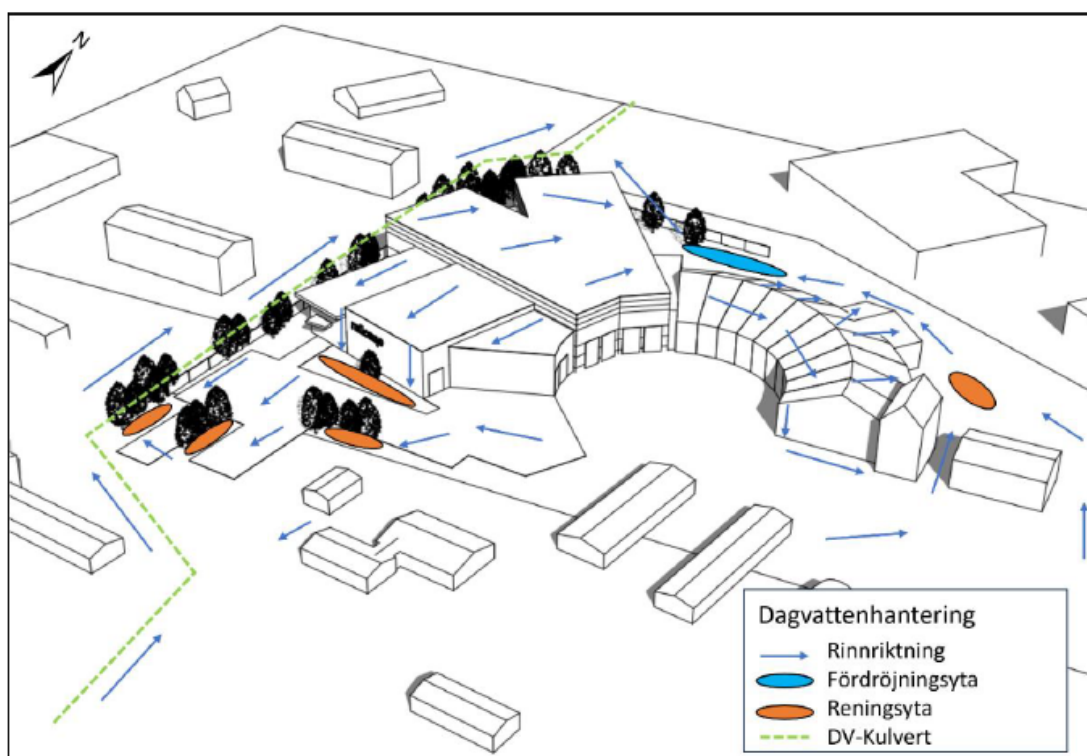 N
Dagvattenhantering
Rinnriktning
Fördröjningsyta
Reningsyta
DV-Kulvert